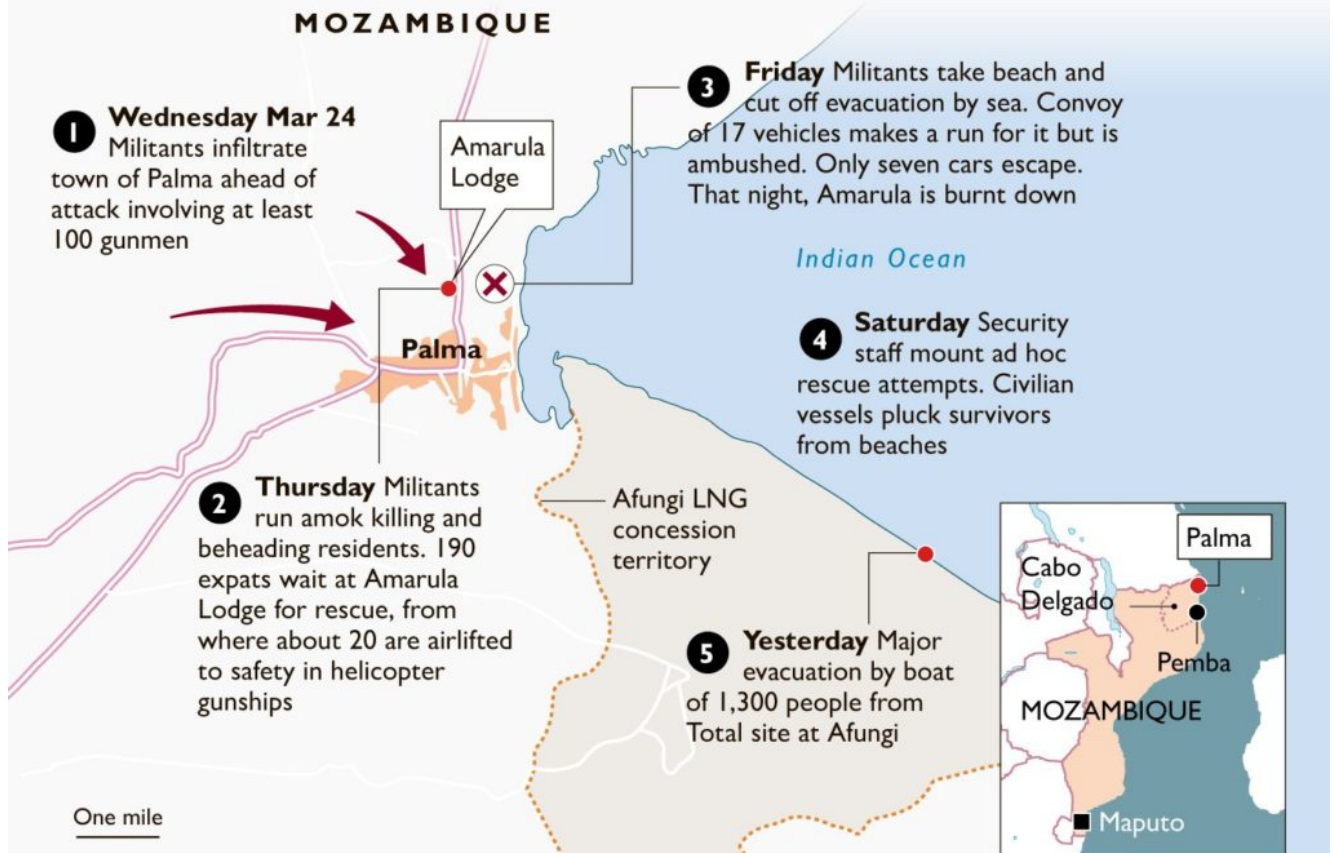 MOZAMBIQUE
1 Wednesday Mar 24
Militants infiltrate
town of Palma ahead of
attack involving at least
100 gunmen
Amarula
Lodge
3 Friday Militants take beach and
cut off evacuation by sea. Convoy
of 17 vehicles makes a run for it but is
ambushed. Only seven cars escape.
That night, Amarula is burnt down
Indian Ocean
Palma
4 Saturday Security
staff mount ad hoc
rescue attempts. Civilian
vessels pluck survivors
from beaches
2 Thursday Militants
run amok killing and
beheading residents. 190
expats wait at Amarula
Lodge for rescue, from
where about 20 are airlifted
to safety in helicopter
gunships
Afungi LNG
concession
territory
5 Yesterday Major
evacuation by boat
of 1,300 people from
Total site at Afungi
Palma
Cabo
Delgado
Pemba
MOZAMBIQUE
Maputo
One mile